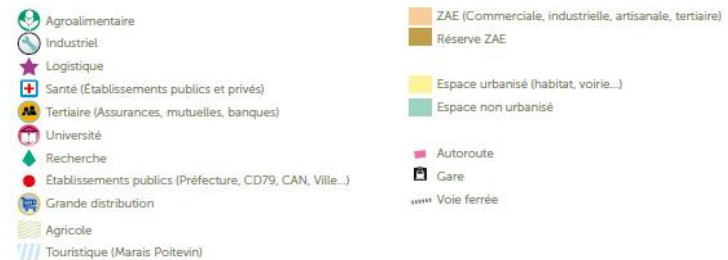 Agroalimentaire
Industriel
Logistique
Santé (Établissements publics et privés)
Tertiaire (Assurances, mutuelles, banques)
Université
Recherche
Établissements publics (Préfecture, CD79, CAN, Ville...)
Grande distribution
Agricole
Touristique (Marais Poitevin)
ZAE (Commerciale, industrielle, artisanale, tertiaire)
Réserve ZAE
Espace urbanisé (habitat, voirie...)
Espace non urbanisé
Autoroute
Gare
Voie ferrée